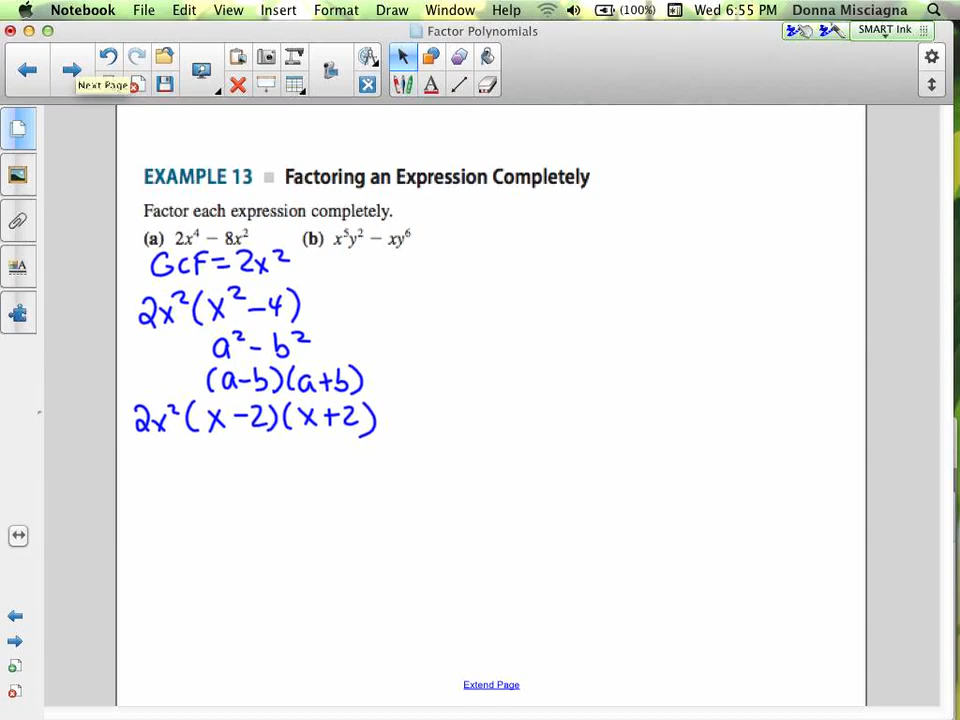 Notebook File Edit View Insert Format Draw Window Help (100%) Wed 6:55 PM Donna Misciagna
Factor Polynomials
SMART Ink
Next Page
EXAMPLE 13 Factoring an Expression Completely
Factor each expression completely.
(a) 2x⁴ − 8x² (b) x⁵y² − xy⁶
GCF = 2x²
2x²(x² − 4)
a² − b²
(a − b)(a + b)
2x²(x − 2)(x + 2)
Extend Page